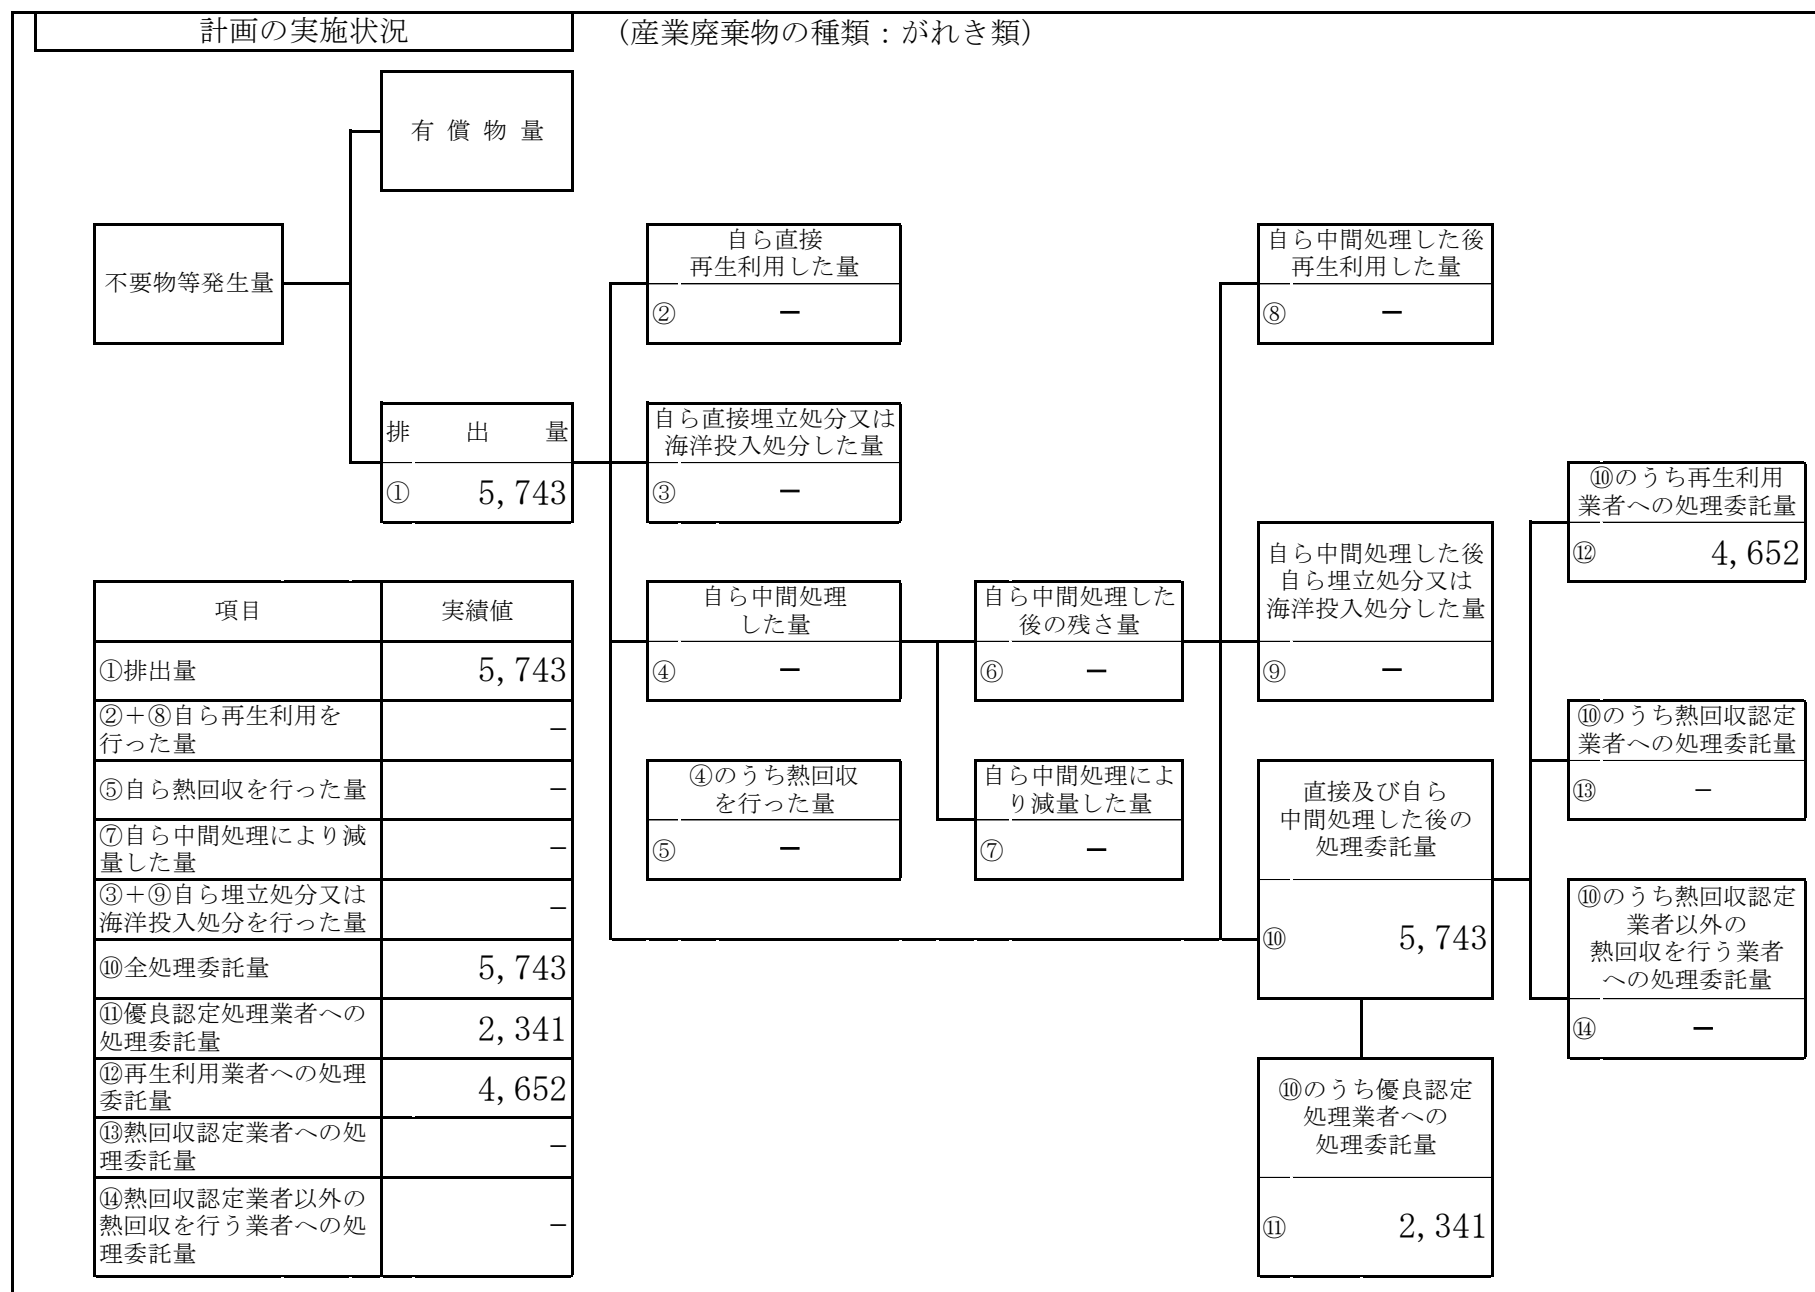 計画の実施状況
（産業廃棄物の種類：がれき類）
有償物量
不要物等発生量
排出量
① 5,743
自ら直接
再生利用した量
② －
自ら直接埋立処分又は
海洋投入処分した量
③ －
自ら中間処理
した量
④ －
④のうち熱回収
を行った量
⑤ －
自ら中間処理した
後の残さ量
⑥ －
自ら中間処理によ
り減量した量
⑦ －
自ら中間処理した後
再生利用した量
⑧ －
自ら中間処理した後
自ら埋立処分又は
海洋投入処分した量
⑨ －
直接及び自ら
中間処理した後の
処理委託量
⑩ 5,743
⑩のうち優良認定
処理業者への
処理委託量
⑪ 2,341
⑩のうち再生利用
業者への処理委託量
⑫ 4,652
⑩のうち熱回収認定
業者への処理委託量
⑬ －
⑩のうち熱回収認定
業者以外の
熱回収を行う業者
への処理委託量
⑭ －
項目 実績値
①排出量 5,743
②＋⑧自ら再生利用を
行った量 －
⑤自ら熱回収を行った量 －
⑦自ら中間処理により減
量した量 －
③＋⑨自ら埋立処分又は
海洋投入処分を行った量 －
⑩全処理委託量 5,743
⑪優良認定処理業者への
処理委託量 2,341
⑫再生利用業者への処理
委託量 4,652
⑬熱回収認定業者への処
理委託量 －
⑭熱回収認定業者以外の
熱回収を行う業者への処
理委託量 －